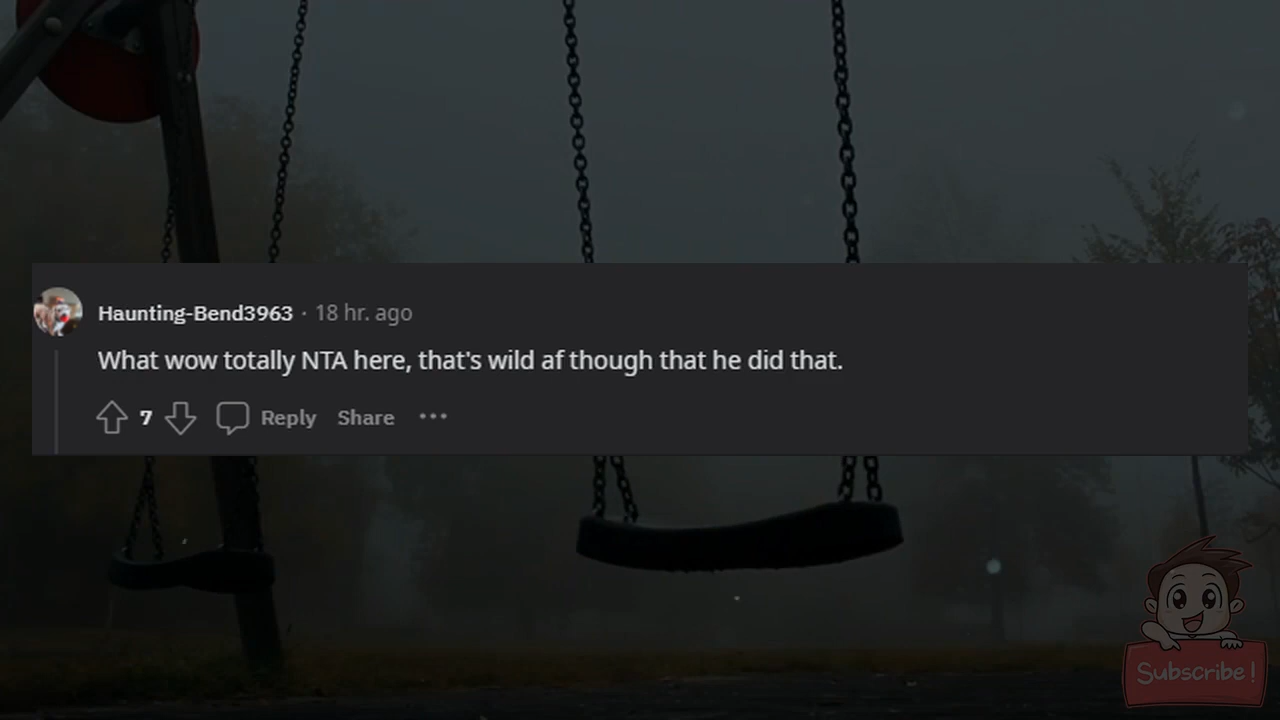 Haunting-Bend3963 · 18 hr. ago
What wow totally NTA here, that's wild af though that he did that.
7 Reply Share ···
Subscribe!